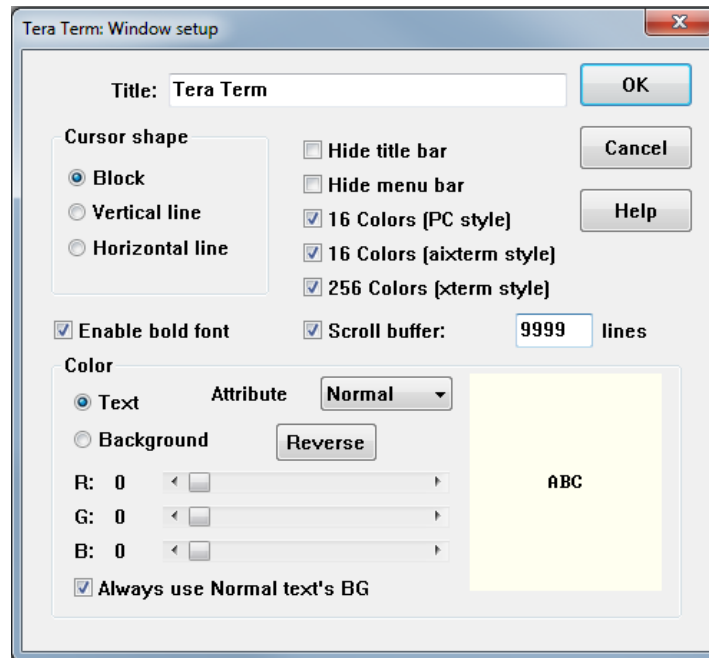 Tera Term: Window setup
Title: Tera Term
OK
Cursor shape
Block
Vertical line
Horizontal line
Hide title bar
Hide menu bar
16 Colors (PC style)
16 Colors (aixterm style)
256 Colors (xterm style)
Cancel
Help
Enable bold font
Scroll buffer: 9999 lines
Color
Text
Attribute Normal
Background
Reverse
R: 0
G: 0
B: 0
ABC
Always use Normal text's BG